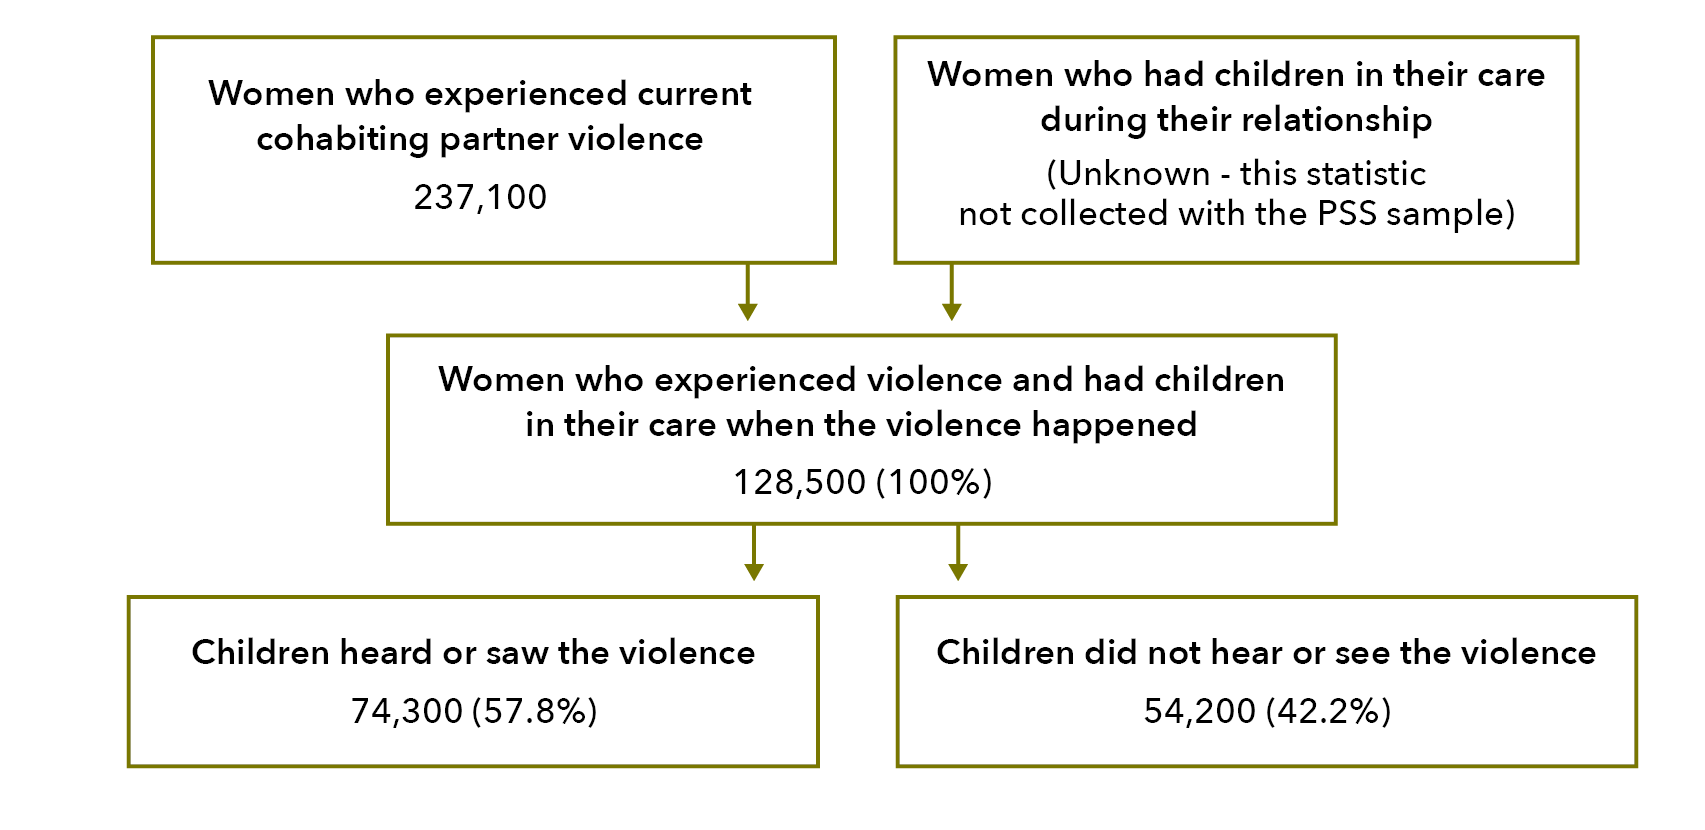 Women who experienced current
cohabiting partner violence
237,100
Women who had children in their care
during their relationship
(Unknown - this statistic
not collected with the PSS sample)
Women who experienced violence and had children
in their care when the violence happened
128,500 (100%)
Children heard or saw the violence
74,300 (57.8%)
Children did not hear or see the violence
54,200 (42.2%)